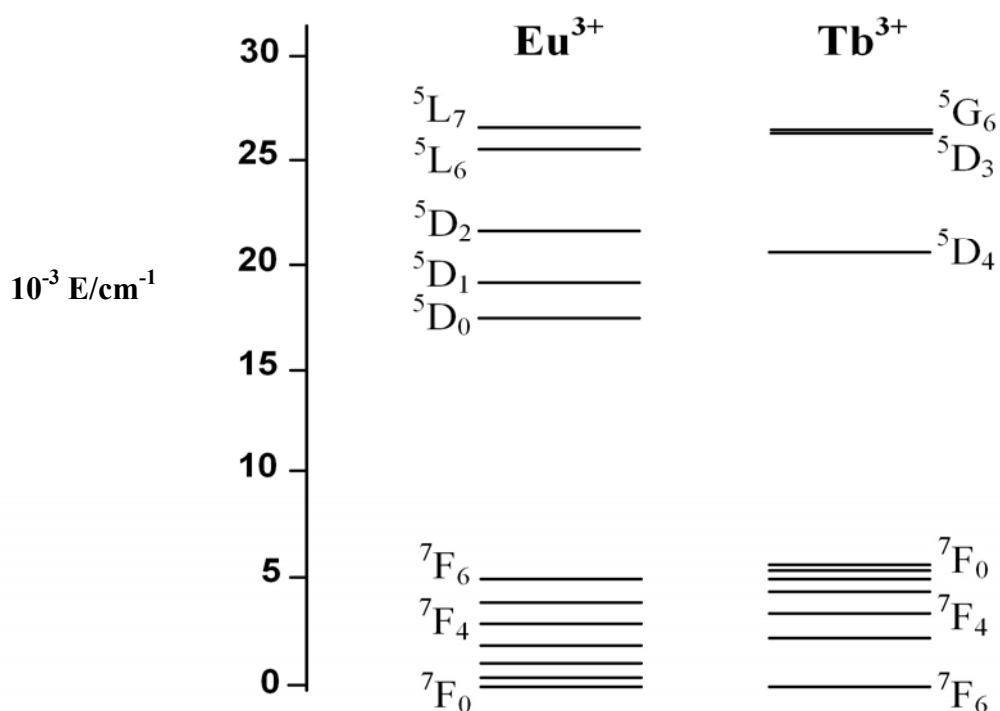 Eu³⁺ Tb³⁺
30
⁵L₇ ⁵G₆
25
⁵L₆ ⁵D₃
⁵D₂ ⁵D₄
20
10⁻³ E/cm⁻¹
⁵D₁
⁵D₀
15
10
⁷F₆ ⁷F₀
5
⁷F₄ ⁷F₄
0
⁷F₀ ⁷F₆